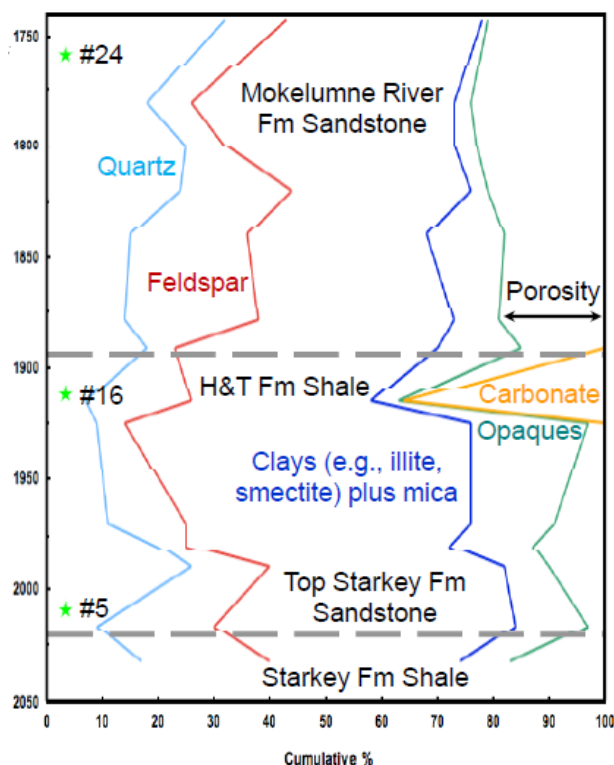 1750
#24
Mokelumne River
Fm Sandstone
1800
Quartz
1850
Feldspar
Porosity
1900
H&T Fm Shale
#16
Carbonate
Opaques
Clays (e.g., illite,
smectite) plus mica
1950
2000
#5
Top Starkey Fm
Sandstone
Starkey Fm Shale
2050
0 10 20 30 40 50 60 70 80 90 100
Cumulative %